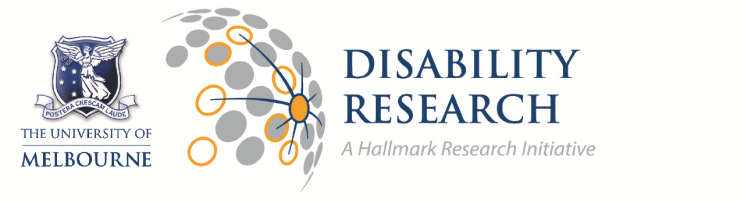 POSTERA CRESCAM LAUDE
THE UNIVERSITY OF
MELBOURNE
DISABILITY
RESEARCH
A Hallmark Research Initiative